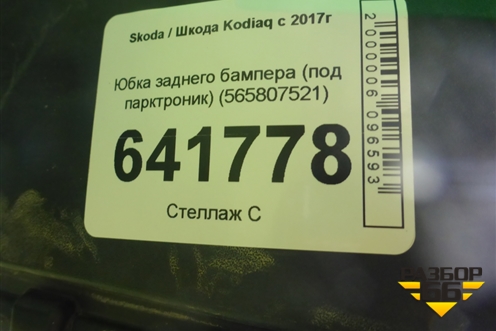 Skoda / Шкода Kodiaq с 2017г
Юбка заднего бампера (под
парктроник) (565807521)
641778
Стеллаж С
2000006096593
РАЗБОР
66